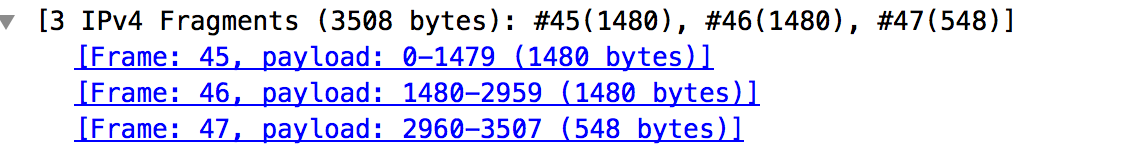 [3 IPv4 Fragments (3508 bytes): #45(1480), #46(1480), #47(548)]
[Frame: 45, payload: 0-1479 (1480 bytes)]
[Frame: 46, payload: 1480-2959 (1480 bytes)]
[Frame: 47, payload: 2960-3507 (548 bytes)]